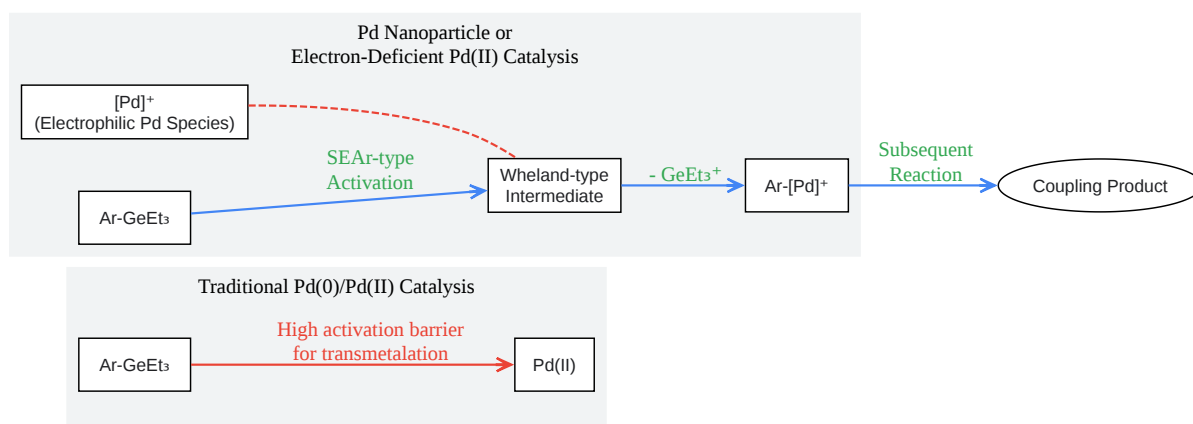 Pd Nanoparticle or
Electron-Deficient Pd(II) Catalysis
[Pd]⁺
(Electrophilic Pd Species)
SEAr-type
Activation
Ar-GeEt₃
Wheland-type
Intermediate
- GeEt₃⁺
Ar-[Pd]⁺
Subsequent
Reaction
Coupling Product
Traditional Pd(0)/Pd(II) Catalysis
Ar-GeEt₃
High activation barrier
for transmetalation
Pd(II)